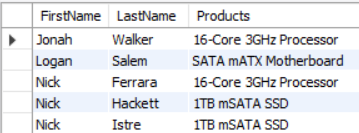 FirstName LastName Products
Jonah Walker 16-Core 3GHz Processor
Logan Salem SATA mATX Motherboard
Nick Ferrara 16-Core 3GHz Processor
Nick Hackett 1TB mSATA SSD
Nick Istre 1TB mSATA SSD